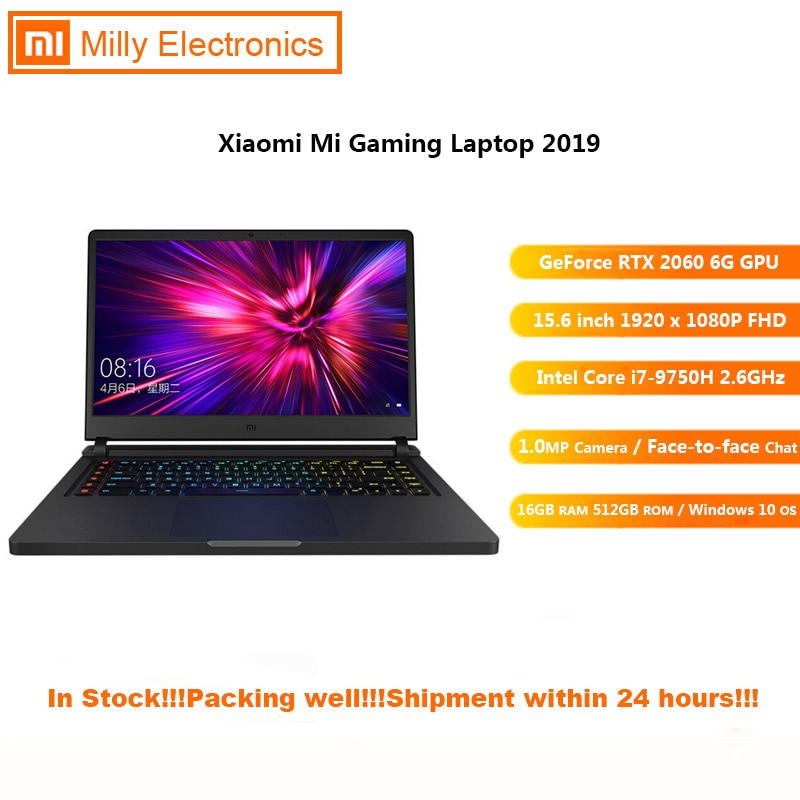 mi Milly Electronics
Xiaomi Mi Gaming Laptop 2019
GeForce RTX 2060 6G GPU
15.6 inch 1920 x 1080P FHD
08:16
4月6日，星期二
Intel Core i7-9750H 2.6GHz
mi
1.0MP Camera / Face-to-face Chat
16GB RAM 512GB ROM / Windows 10 OS
In Stock!!!Packing well!!!Shipment within 24 hours!!!